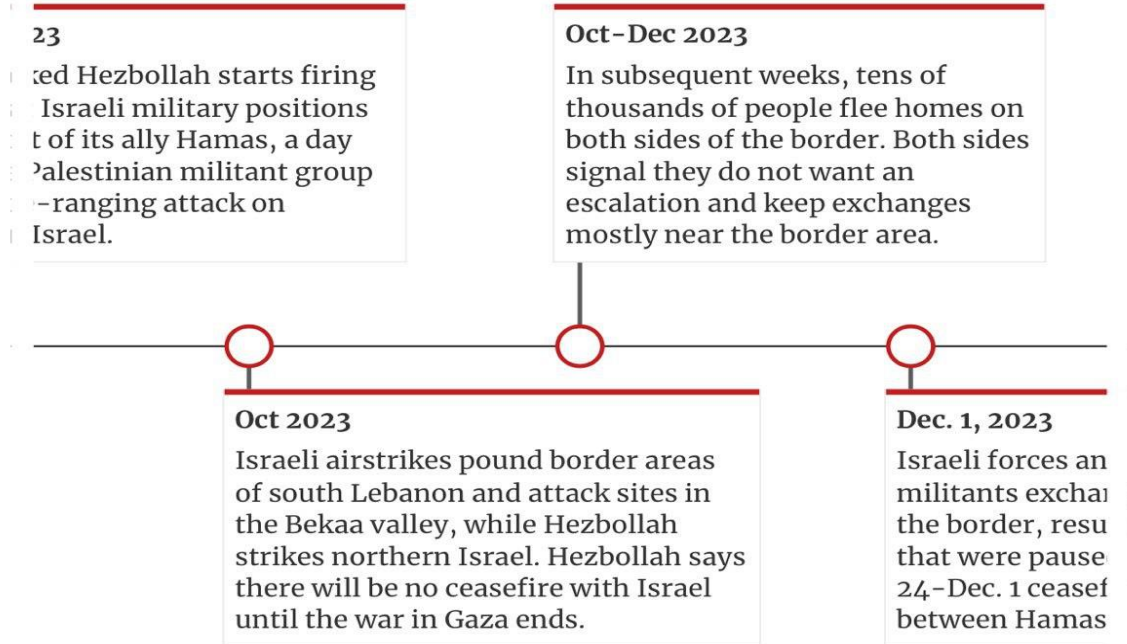 23
ked Hezbollah starts firing
Israeli military positions
t of its ally Hamas, a day
Palestinian militant group
-ranging attack on
Israel.
Oct-Dec 2023
In subsequent weeks, tens of
thousands of people flee homes on
both sides of the border. Both sides
signal they do not want an
escalation and keep exchanges
mostly near the border area.
Oct 2023
Israeli airstrikes pound border areas
of south Lebanon and attack sites in
the Bekaa valley, while Hezbollah
strikes northern Israel. Hezbollah says
there will be no ceasefire with Israel
until the war in Gaza ends.
Dec. 1, 2023
Israeli forces an
militants excha
the border, resu
that were pause
24-Dec. 1 ceasef
between Hamas